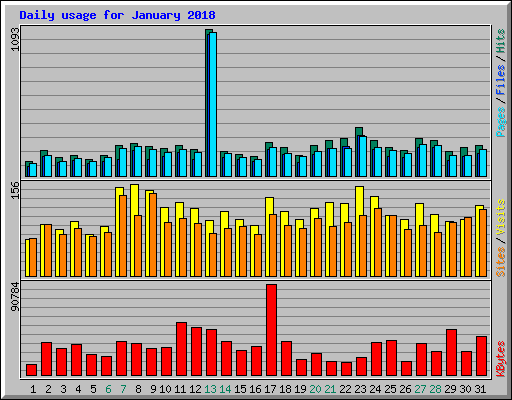 Daily usage for January 2018
1093
Pages / Files / Hits
166
Sites / Visits
90784
KBytes
1 2 3 4 5 6 7 8 9 10 11 12 13 14 15 16 17 18 19 20 21 22 23 24 25 26 27 28 29 30 31